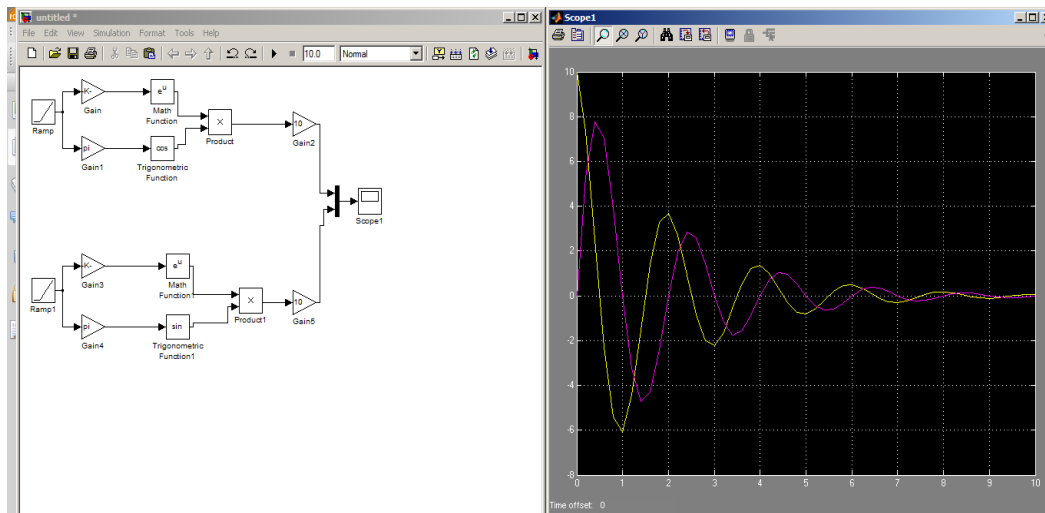 untitled *
File Edit View Simulation Format Tools Help
10.0 Normal
Ramp
-K-
Gain
e^u
Math
Function
×
Product
pi
Gain1
cos
Trigonometric
Function
10
Gain2
Scope1
Ramp1
-K-
Gain3
e^u
Math
Function1
×
Product1
pi
Gain4
sin
Trigonometric
Function1
10
Gain5
Scope1
10
8
6
4
2
0
-2
-4
-6
-8
0 1 2 3 4 5 6 7 8 9 10
Time offset: 0